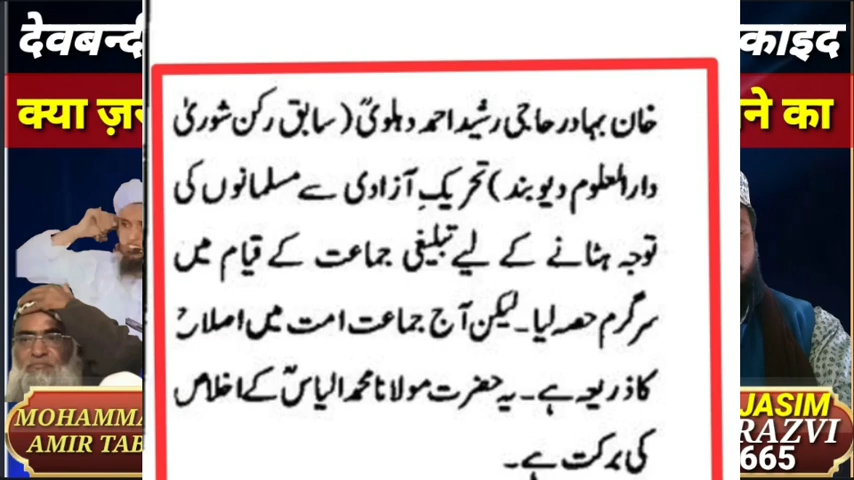 देवबन्दी
काइद
क्या ज़
ने का
خان بہادر حاجی رشید احمد دہلویؒ (سابق رکن شوریٰ
دارالعلوم دیوبند) تحریکِ آزادی سے مسلمانوں کی
توجہ ہٹانے کے لیے تبلیغی جماعت کے قیام میں
سرگرم حصہ لیا۔ لیکن آج جماعت امت میں اصلاح
کا ذریعہ ہے۔ یہ حضرت مولانا محمد الیاسؒ کے اخلاص
کی برکت ہے۔
MOHAMMA
AMIR TAB
JASIM
RAZVI
665